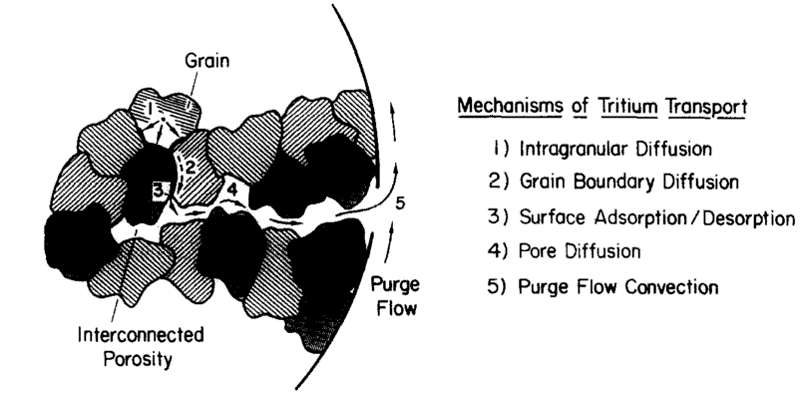 Grain
1
2
3
4
5
Purge
Flow
Interconnected
Porosity
Mechanisms of Tritium Transport
1) Intragranular Diffusion
2) Grain Boundary Diffusion
3) Surface Adsorption/Desorption
4) Pore Diffusion
5) Purge Flow Convection